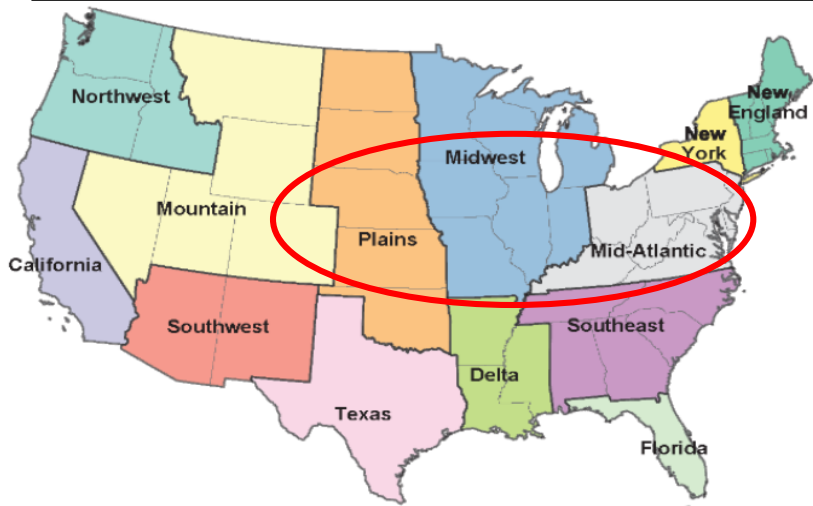 Northwest
New
England
New
York
Midwest
Mountain
Plains
Mid-Atlantic
California
Southwest
Southeast
Delta
Texas
Florida